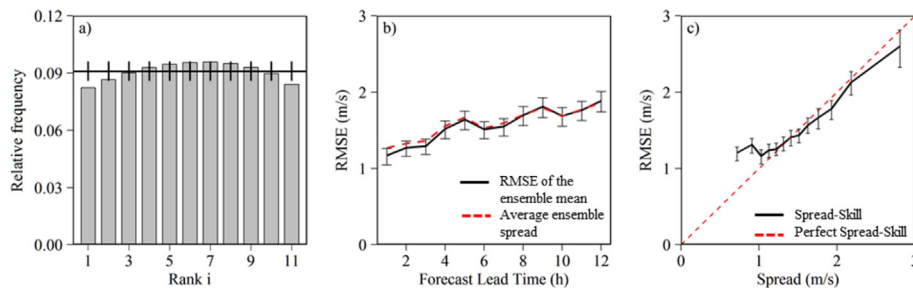 a)
0.12
0.09
0.06
0.03
0.00
Relative frequency
1 3 5 7 9 11
Rank i
b)
3
2
1
0
RMSE (m/s)
RMSE of the
ensemble mean
Average ensemble
spread
2 4 6 8 10 12
Forecast Lead Time (h)
c)
3
2
1
0
RMSE (m/s)
Spread-Skill
Perfect Spread-Skill
0 1 2 3
Spread (m/s)